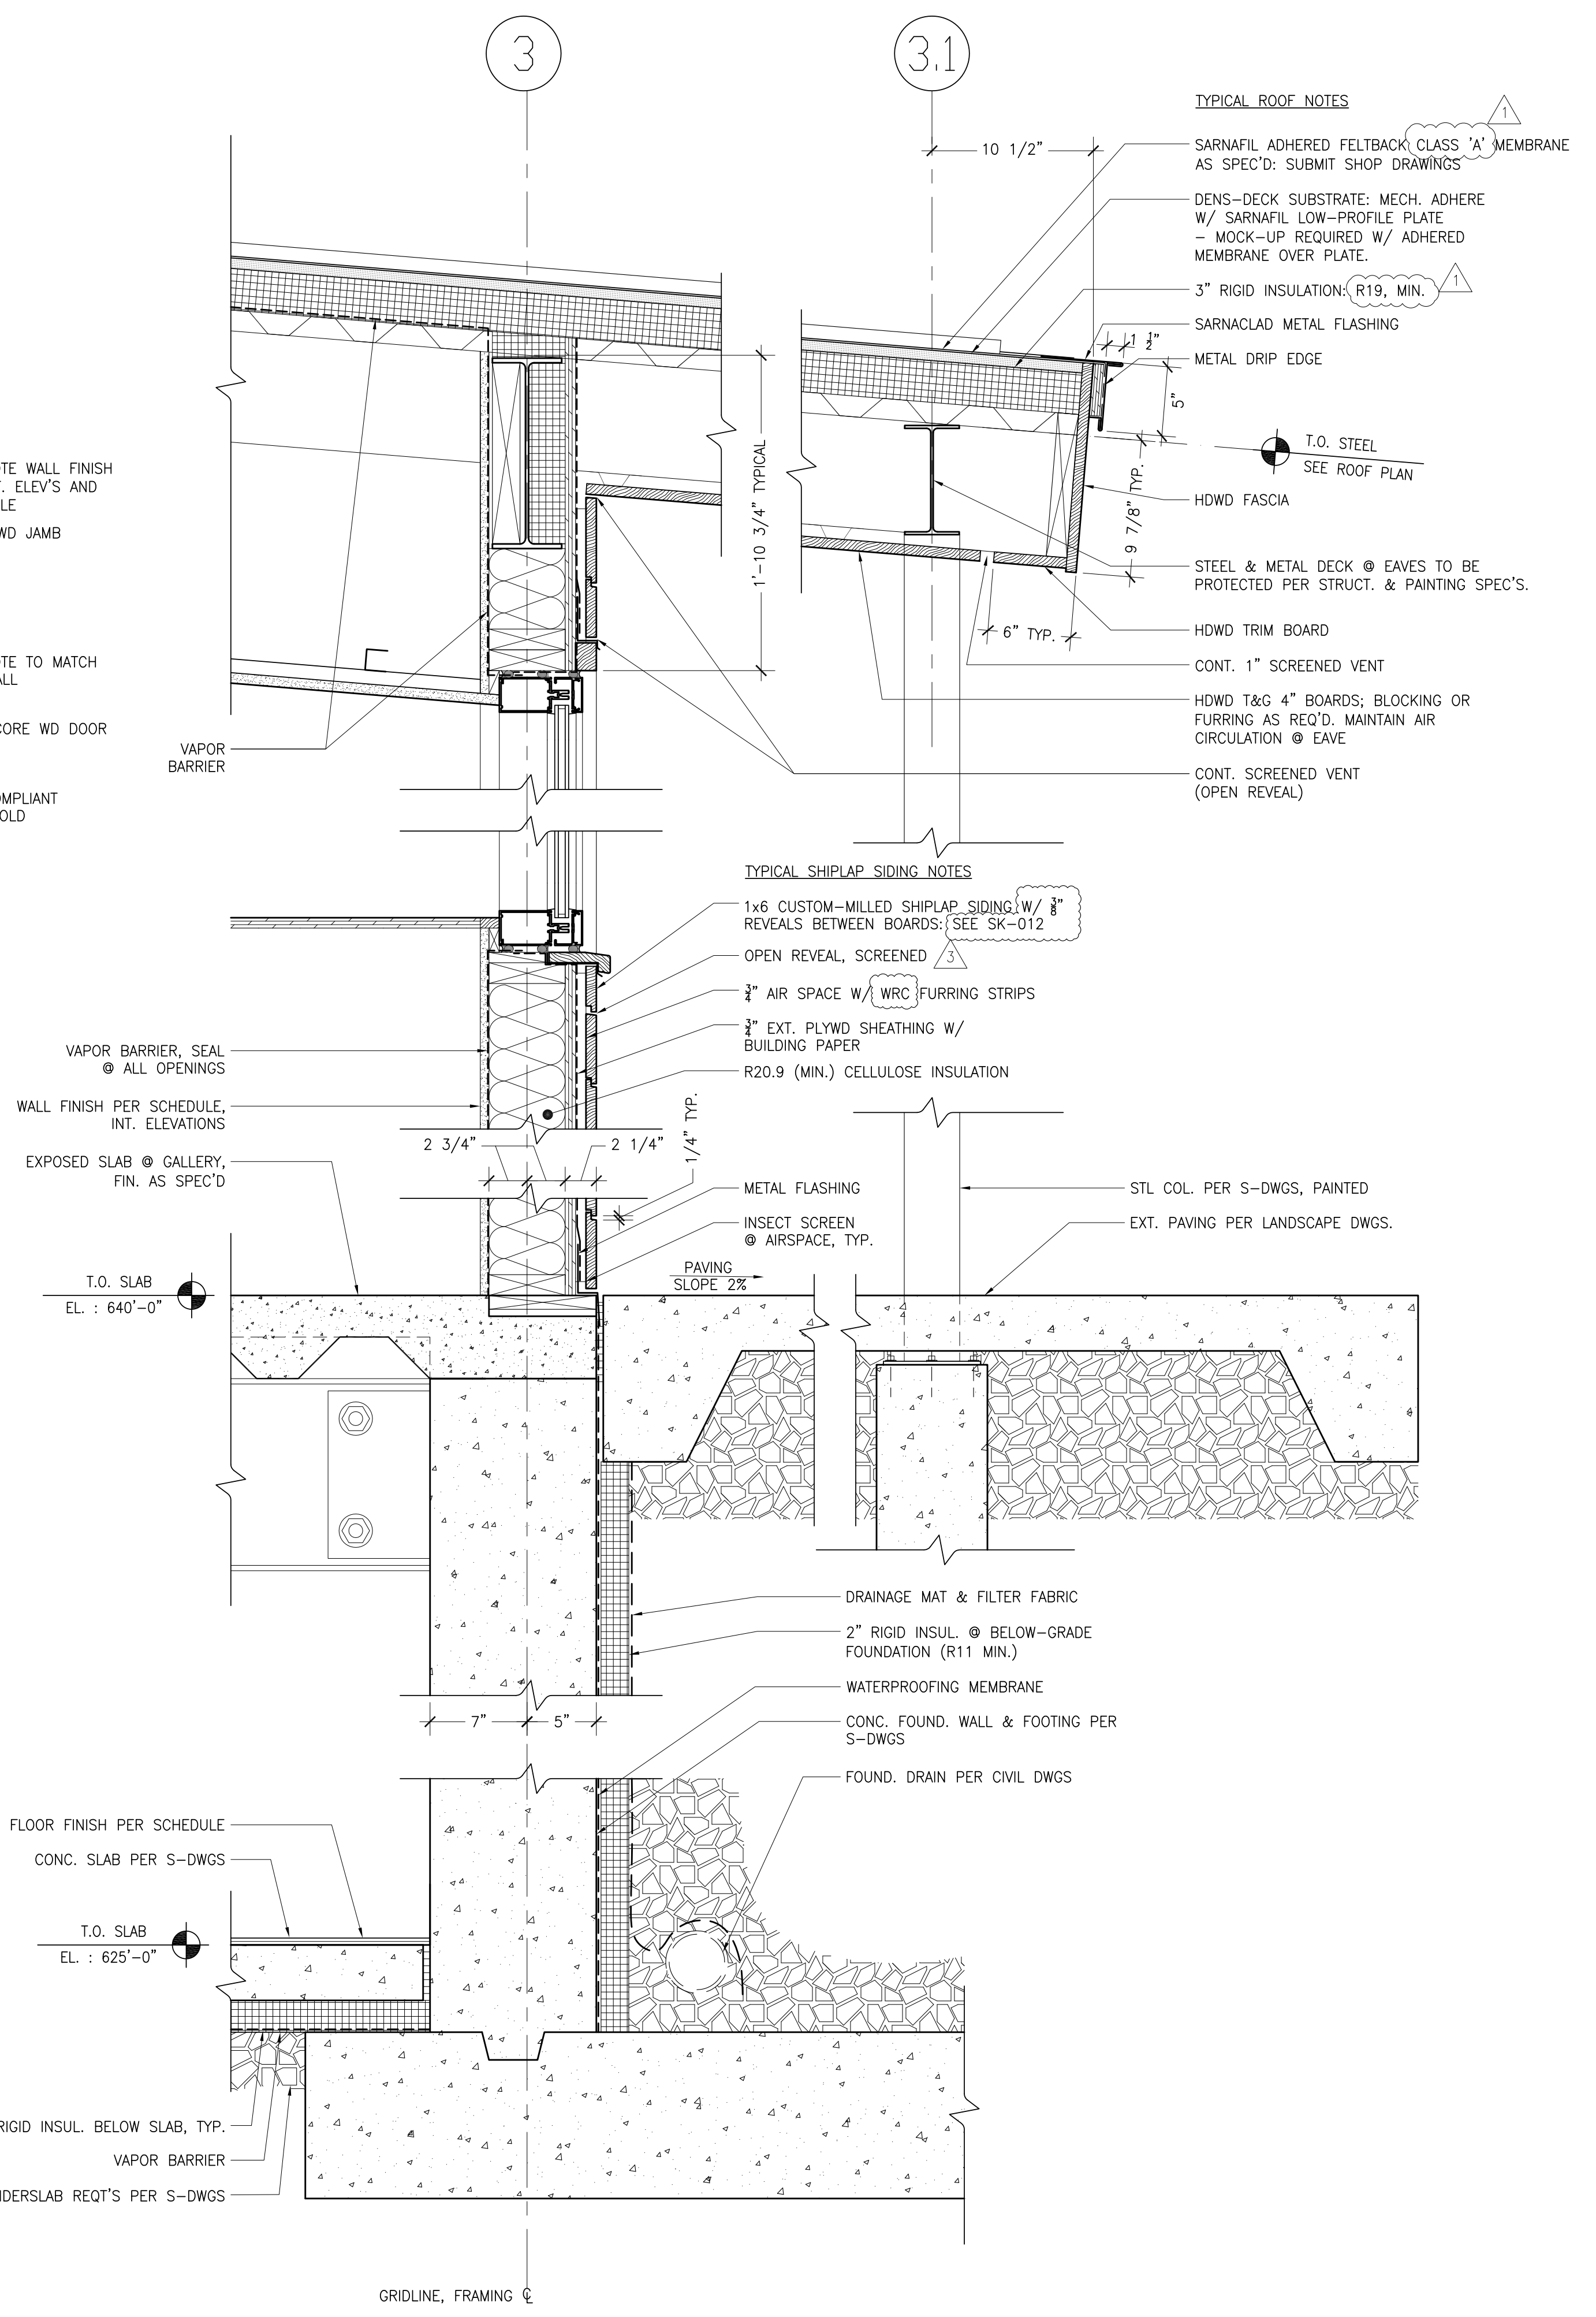 3
3.1
TYPICAL ROOF NOTES
1
10 1/2"
SARNAFIL ADHERED FELTBACK CLASS 'A' MEMBRANE
AS SPEC'D: SUBMIT SHOP DRAWINGS
DENS-DECK SUBSTRATE: MECH. ADHERE
W/ SARNAFIL LOW-PROFILE PLATE
- MOCK-UP REQUIRED W/ ADHERED
MEMBRANE OVER PLATE.
3" RIGID INSULATION: R19, MIN.
1
SARNACLAD METAL FLASHING
1 1/2"
METAL DRIP EDGE
5"
T.O. STEEL
SEE ROOF PLAN
1'-10 3/4" TYPICAL
9 7/8" TYP.
HDWD FASCIA
STEEL & METAL DECK @ EAVES TO BE
PROTECTED PER STRUCT. & PAINTING SPEC'S.
6" TYP.
HDWD TRIM BOARD
CONT. 1" SCREENED VENT
HDWD T&G 4" BOARDS; BLOCKING OR
FURRING AS REQ'D. MAINTAIN AIR
CIRCULATION @ EAVE
CONT. SCREENED VENT
(OPEN REVEAL)
OTE WALL FINISH
T. ELEV'S AND
LE
WD JAMB
OTE TO MATCH
ALL
CORE WD DOOR
OMPLIANT
OLD
VAPOR
BARRIER
TYPICAL SHIPLAP SIDING NOTES
1x6 CUSTOM-MILLED SHIPLAP SIDING W/ 3/8"
REVEALS BETWEEN BOARDS: SEE SK-012
OPEN REVEAL, SCREENED
3
3/4" AIR SPACE W/ WRC FURRING STRIPS
3/4" EXT. PLYWD SHEATHING W/
BUILDING PAPER
R20.9 (MIN.) CELLULOSE INSULATION
VAPOR BARRIER, SEAL
@ ALL OPENINGS
WALL FINISH PER SCHEDULE,
INT. ELEVATIONS
2 3/4"
2 1/4"
1/4" TYP.
EXPOSED SLAB @ GALLERY,
FIN. AS SPEC'D
METAL FLASHING
INSECT SCREEN
@ AIRSPACE, TYP.
STL COL. PER S-DWGS, PAINTED
EXT. PAVING PER LANDSCAPE DWGS.
PAVING
SLOPE 2%
T.O. SLAB
EL. : 640'-0"
DRAINAGE MAT & FILTER FABRIC
2" RIGID INSUL. @ BELOW-GRADE
FOUNDATION (R11 MIN.)
WATERPROOFING MEMBRANE
7"
5"
CONC. FOUND. WALL & FOOTING PER
S-DWGS
FOUND. DRAIN PER CIVIL DWGS
FLOOR FINISH PER SCHEDULE
CONC. SLAB PER S-DWGS
T.O. SLAB
EL. : 625'-0"
RIGID INSUL. BELOW SLAB, TYP.
VAPOR BARRIER
NDERSLAB REQT'S PER S-DWGS
GRIDLINE, FRAMING ℄